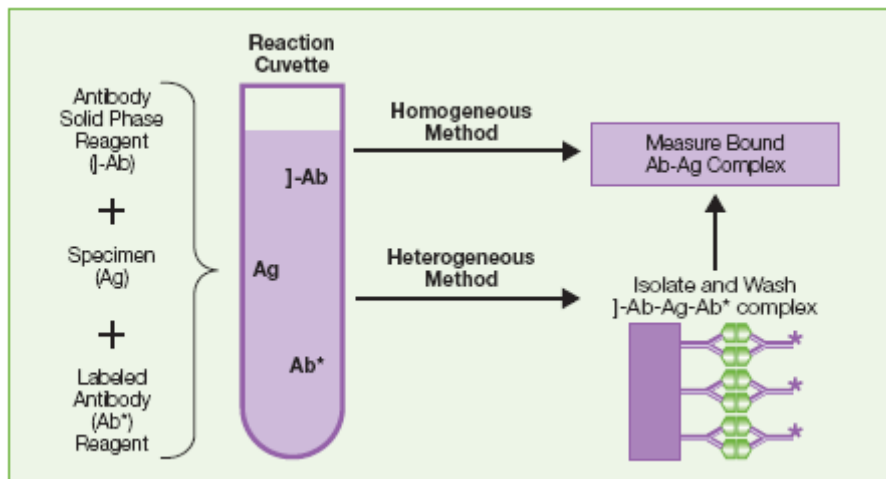 Reaction
Cuvette
Antibody
Solid Phase
Reagent
(]-Ab)
+
Specimen
(Ag)
+
Labeled
Antibody
(Ab*)
Reagent
]-Ab
Ag
Ab*
Homogeneous
Method
Measure Bound
Ab-Ag Complex
Heterogeneous
Method
Isolate and Wash
]-Ab-Ag-Ab* complex
*
*
*